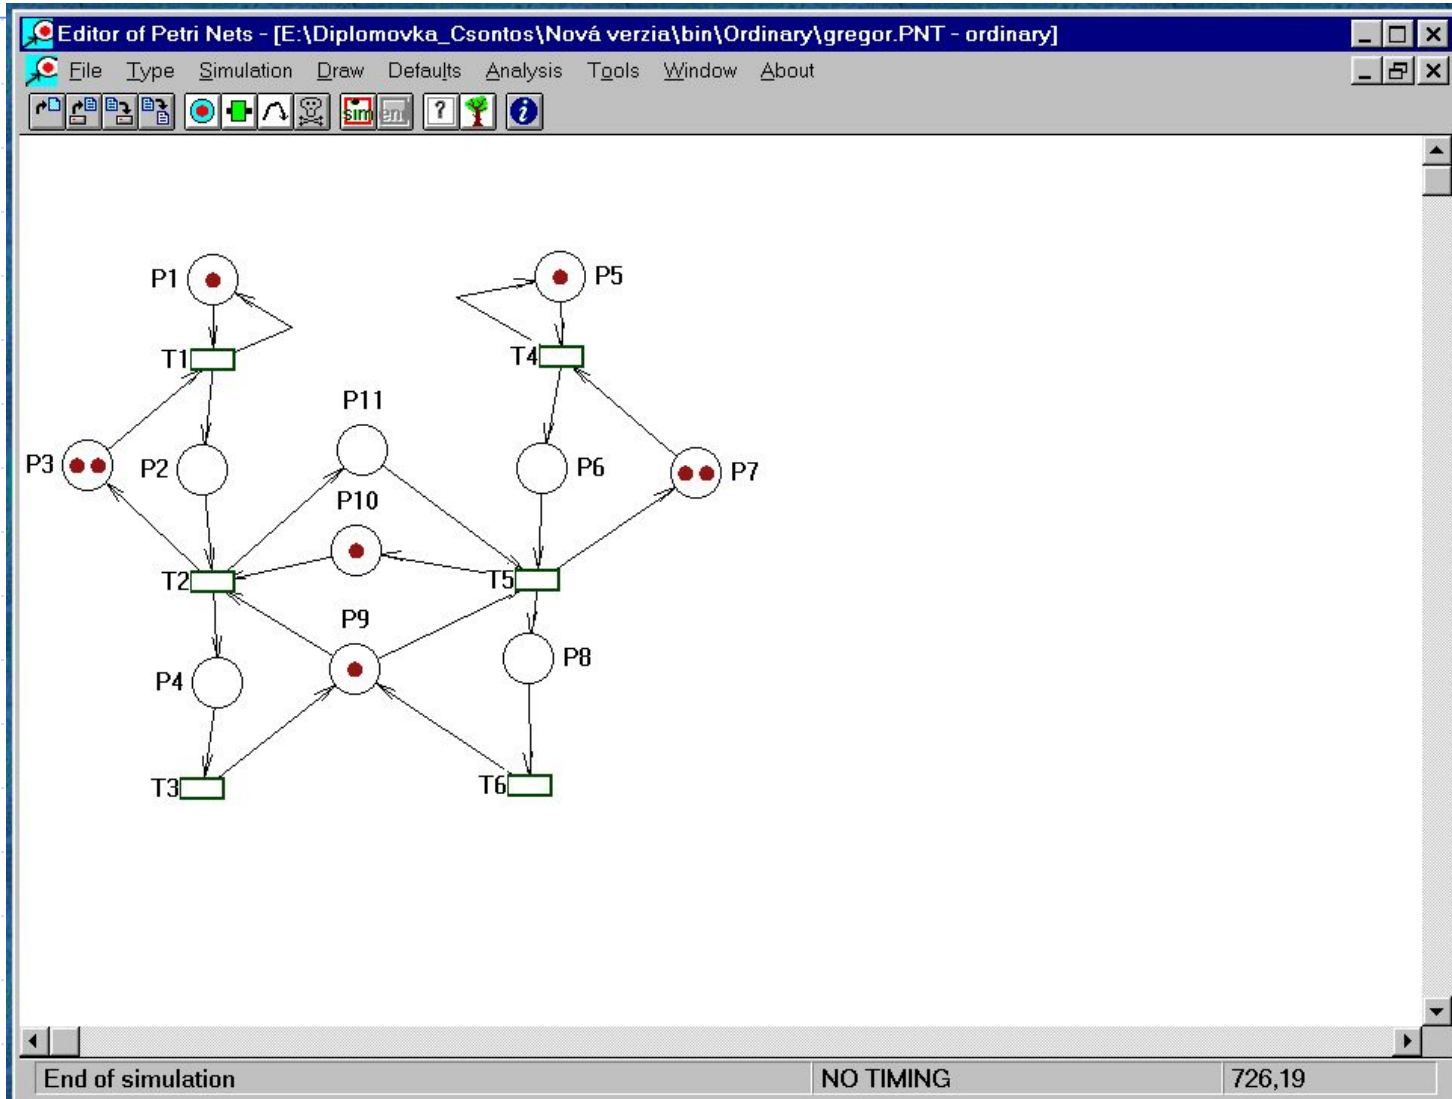 Editor of Petri Nets - [E:\Diplomovka_Csontos\Nová verzia\bin\Ordinary\gregor.PNT - ordinary]
File Type Simulation Draw Defaults Analysis Tools Window About
sim end ? i
P1 P5
T1 T4
P11
P3 P2 P6 P7
P10
T2 T5
P9
P4 P8
T3 T6
End of simulation NO TIMING 726,19